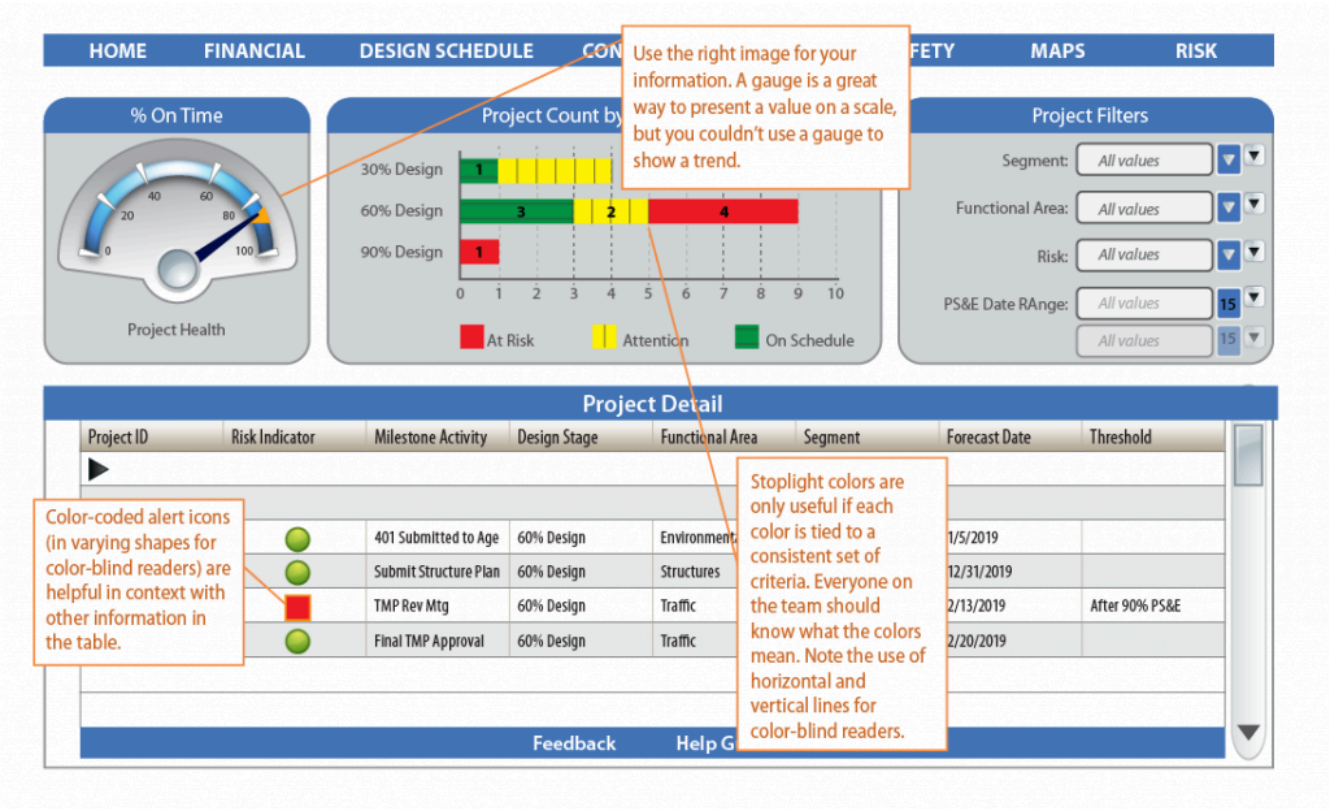 HOME FINANCIAL DESIGN SCHEDULE CON FETY MAPS RISK
Use the right image for your
information. A gauge is a great
way to present a value on a scale,
but you couldn't use a gauge to
show a trend.
% On Time
0 20 40 60 80 100
Project Health
Project Count by
30% Design 1
60% Design 3 2 4
90% Design 1
0 1 2 3 4 5 6 7 8 9 10
At Risk Attention On Schedule
Project Filters
Segment: All values
Functional Area: All values
Risk: All values
PS&E Date RAnge: All values 15
All values 15
Project Detail
Project ID Risk Indicator Milestone Activity Design Stage Functional Area Segment Forecast Date Threshold
401 Submitted to Age 60% Design Environmenta 1/5/2019
Submit Structure Plan 60% Design Structures 12/31/2019
TMP Rev Mtg 60% Design Traffic 2/13/2019 After 90% PS&E
Final TMP Approval 60% Design Traffic 2/20/2019
Color-coded alert icons
(in varying shapes for
color-blind readers) are
helpful in context with
other information in
the table.
Stoplight colors are
only useful if each
color is tied to a
consistent set of
criteria. Everyone on
the team should
know what the colors
mean. Note the use of
horizontal and
vertical lines for
color-blind readers.
Feedback Help G